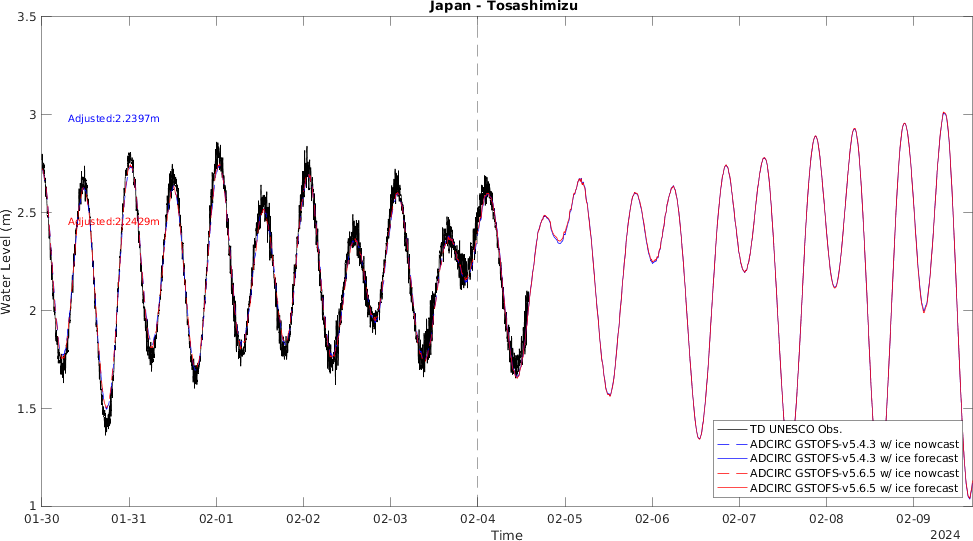 Japan - Tosashimizu
3.5
3
2.5
2
1.5
1
Water Level (m)
Adjusted:2.2397m
Adjusted:2.2429m
TD UNESCO Obs.
ADCIRC GSTOFS-v5.4.3 w/ ice nowcast
ADCIRC GSTOFS-v5.4.3 w/ ice forecast
ADCIRC GSTOFS-v5.6.5 w/ ice nowcast
ADCIRC GSTOFS-v5.6.5 w/ ice forecast
01-30 01-31 02-01 02-02 02-03 02-04 02-05 02-06 02-07 02-08 02-09
Time
2024